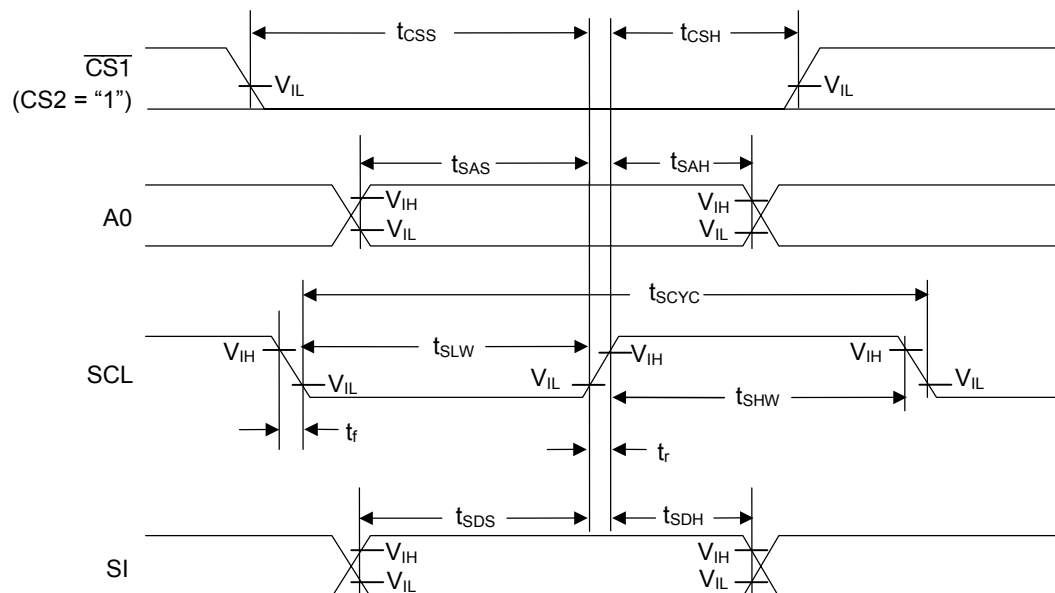 tCSS tCSH
CS1
(CS2 = “1”)
VIL VIL
tSAS tSAH
A0
VIH VIH
VIL VIL
tSCYC
SCL
VIH tSLW VIH VIH
VIL VIL VIL
tSHW
tf tr
tSDS tSDH
SI
VIH VIH
VIL VIL